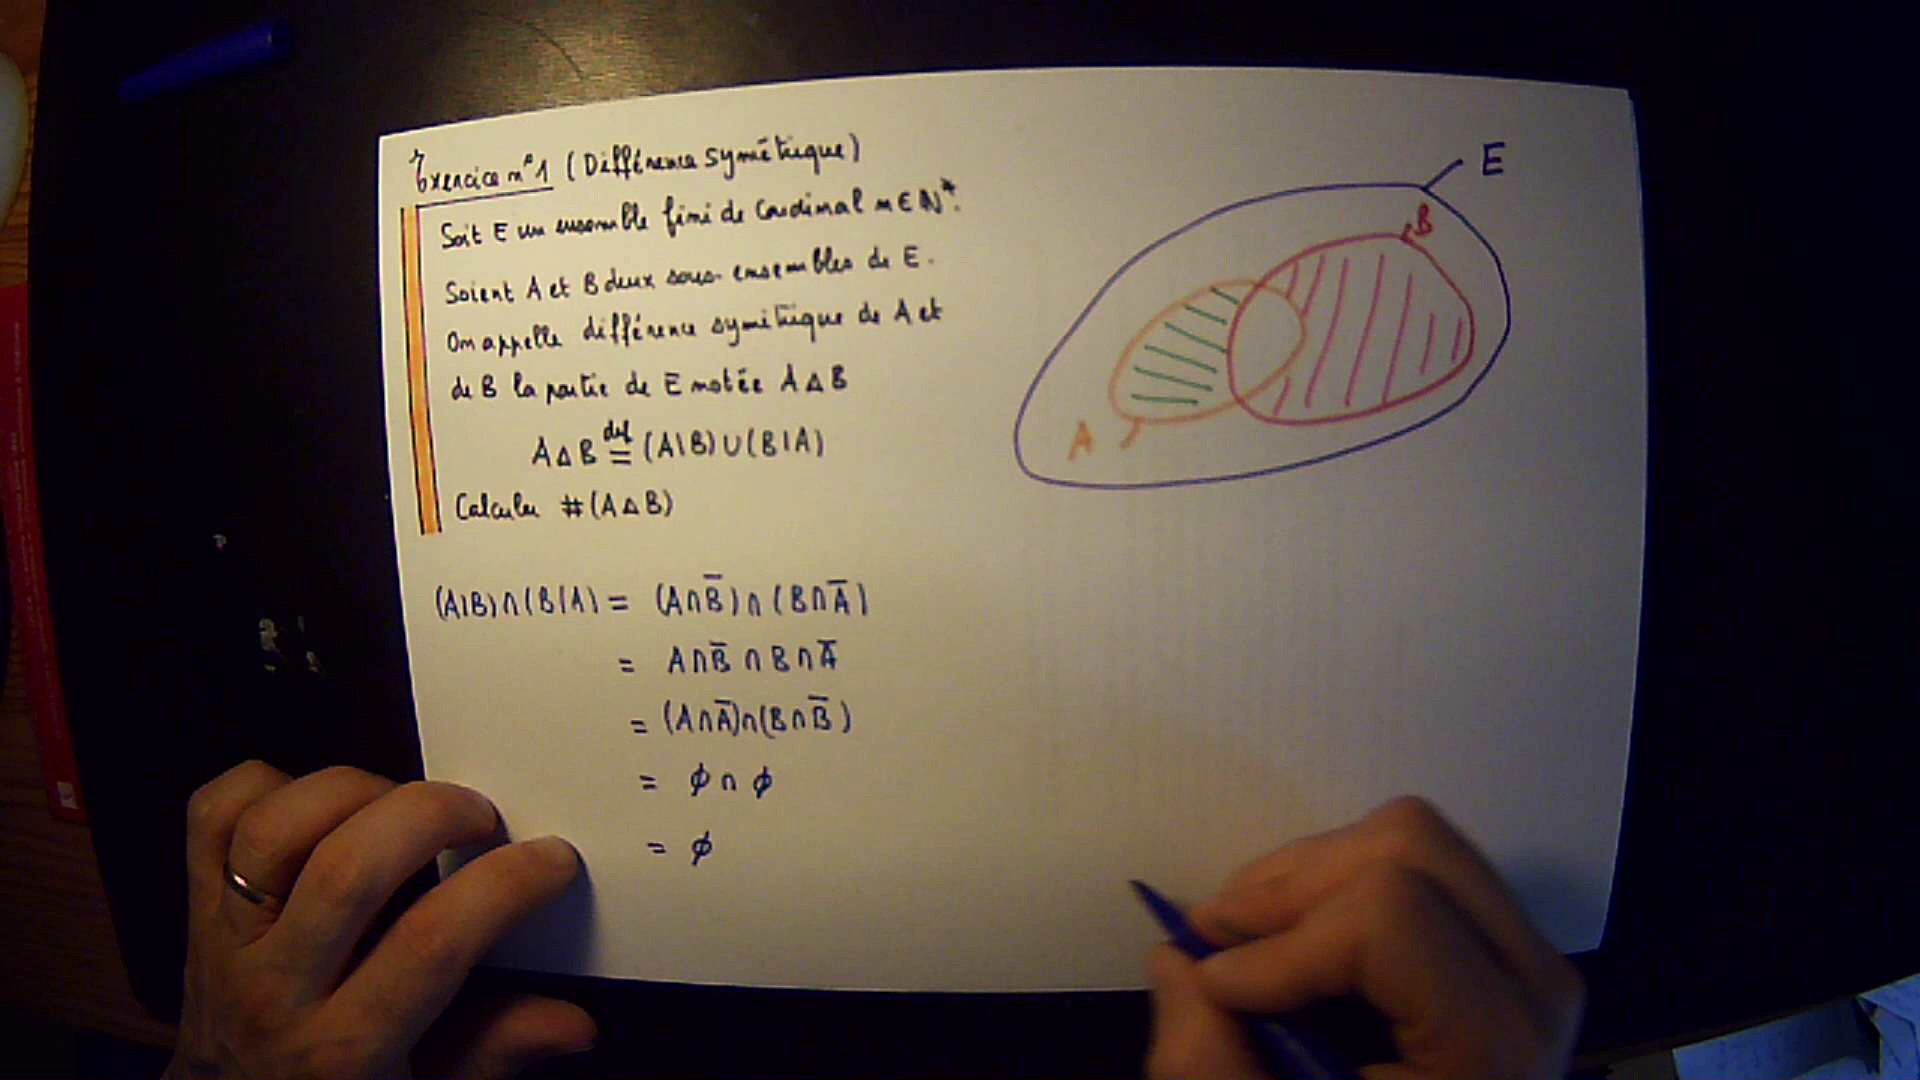 Exercice n°1 (Différence symétrique)
Soit E un ensemble fini de Cardinal n ∈ ℕ*.
Soient A et B deux sous-ensembles de E.
On appelle différence symétrique de A et
de B la partie de E notée A Δ B
A Δ B def = (A\B) ∪ (B\A)
Calculer #(A Δ B)
(A\B) ∩ (B\A) = (A ∩ B̅) ∩ (B ∩ A̅)
= A ∩ B̅ ∩ B ∩ A̅
= (A ∩ A̅) ∩ (B ∩ B̅)
= ∅ ∩ ∅
= ∅
E
B
A